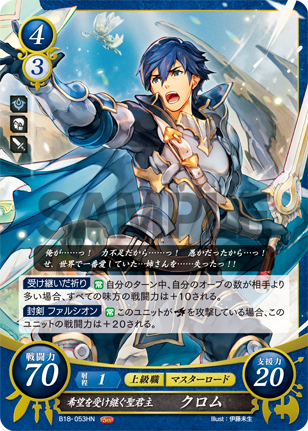 4
3
SAMPLE
俺が……っ! 力不足だから……っ! 愚かだったから…っ!
せ、世界で一番愛していた…姉さんを……失ったっ!!
受け継いだ祈り 常 自分のターン中、自分のオーブの数が相手より
多い場合、すべての味方の戦闘力は+10される。
封剣 ファルシオン 常 このユニットが を攻撃している場合、こ
のユニットの戦闘力は+20される。
戦闘力 70
射程 1 上級職 マスターロード
支援力 20
希望を受け継ぐ聖君主 クロム
B18-053HN Illust:伊藤未生